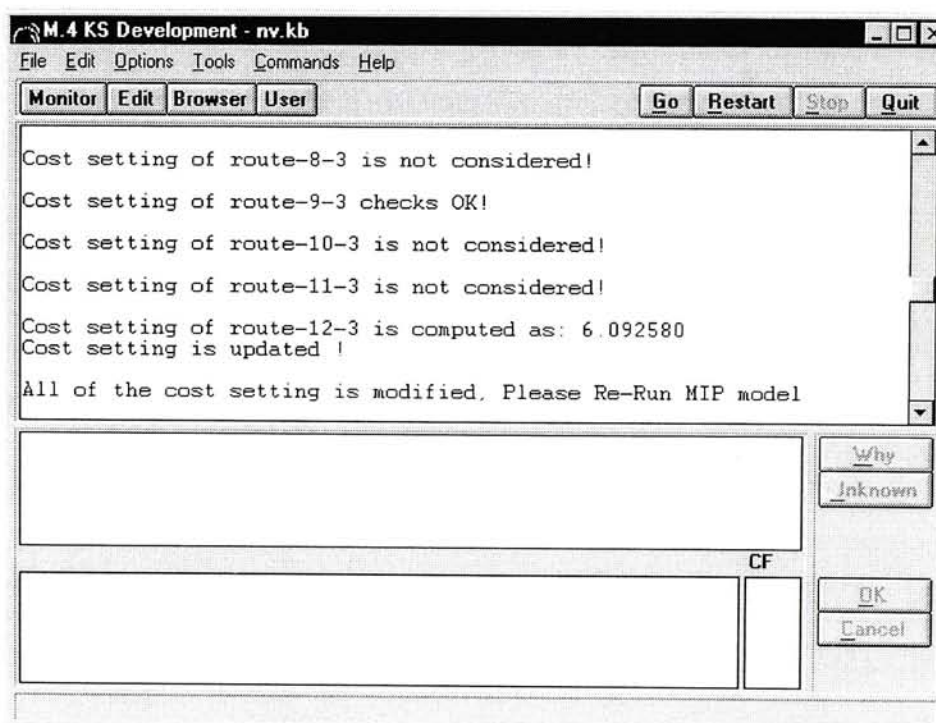 M.4 KS Development - nv.kb
File Edit Options Tools Commands Help
Monitor Edit Browser User Go Restart Stop Quit
Cost setting of route-8-3 is not considered!
Cost setting of route-9-3 checks OK!
Cost setting of route-10-3 is not considered!
Cost setting of route-11-3 is not considered!
Cost setting of route-12-3 is computed as: 6.092580
Cost setting is updated !
All of the cost setting is modified, Please Re-Run MIP model
Why
Jnknown
CF
OK
Cancel